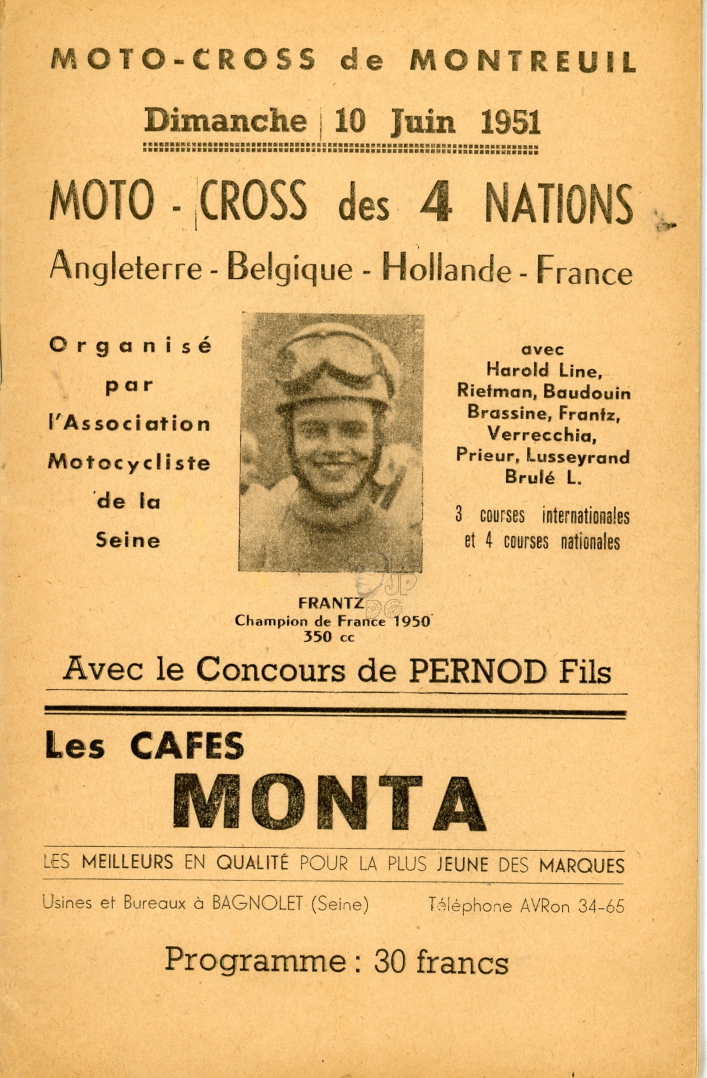 MOTO-CROSS de MONTREUIL
Dimanche 10 Juin 1951
MOTO - CROSS des 4 NATIONS
Angleterre - Belgique - Hollande - France
Organisé
par
l'Association
Motocycliste
de la
Seine
avec
Harold Line,
Rietman, Baudouin
Brassine, Frantz,
Verrecchia,
Prieur, Lusseyrand
Brulé L.
3 courses internationales
et 4 courses nationales
JP
DG
FRANTZ
Champion de France 1950
350 cc
Avec le Concours de PERNOD Fils
Les CAFES
MONTA
LES MEILLEURS EN QUALITÉ POUR LA PLUS JEUNE DES MARQUES
Usines et Bureaux à BAGNOLET (Seine) Téléphone AVRon 34-65
Programme : 30 francs